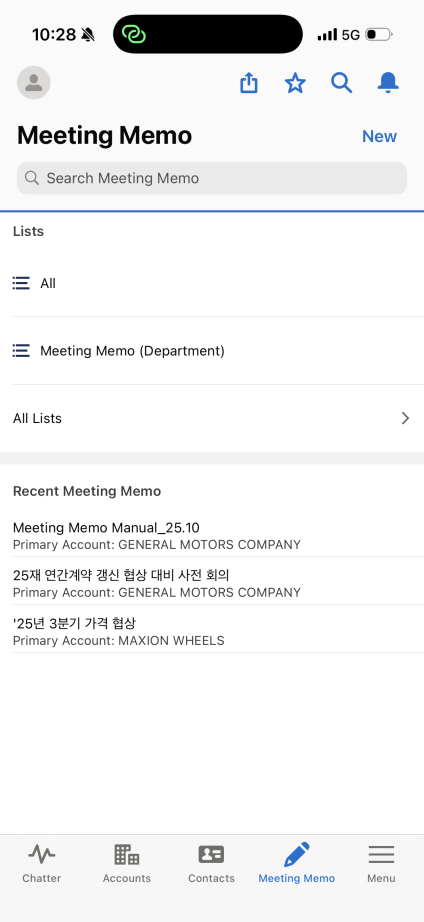 10:28
5G
Meeting Memo
New
Search Meeting Memo
Lists
All
Meeting Memo (Department)
All Lists
Recent Meeting Memo
Meeting Memo Manual_25.10
Primary Account: GENERAL MOTORS COMPANY
25재 연간계약 갱신 협상 대비 사전 회의
Primary Account: GENERAL MOTORS COMPANY
'25년 3분기 가격 협상
Primary Account: MAXION WHEELS
Chatter
Accounts
Contacts
Meeting Memo
Menu